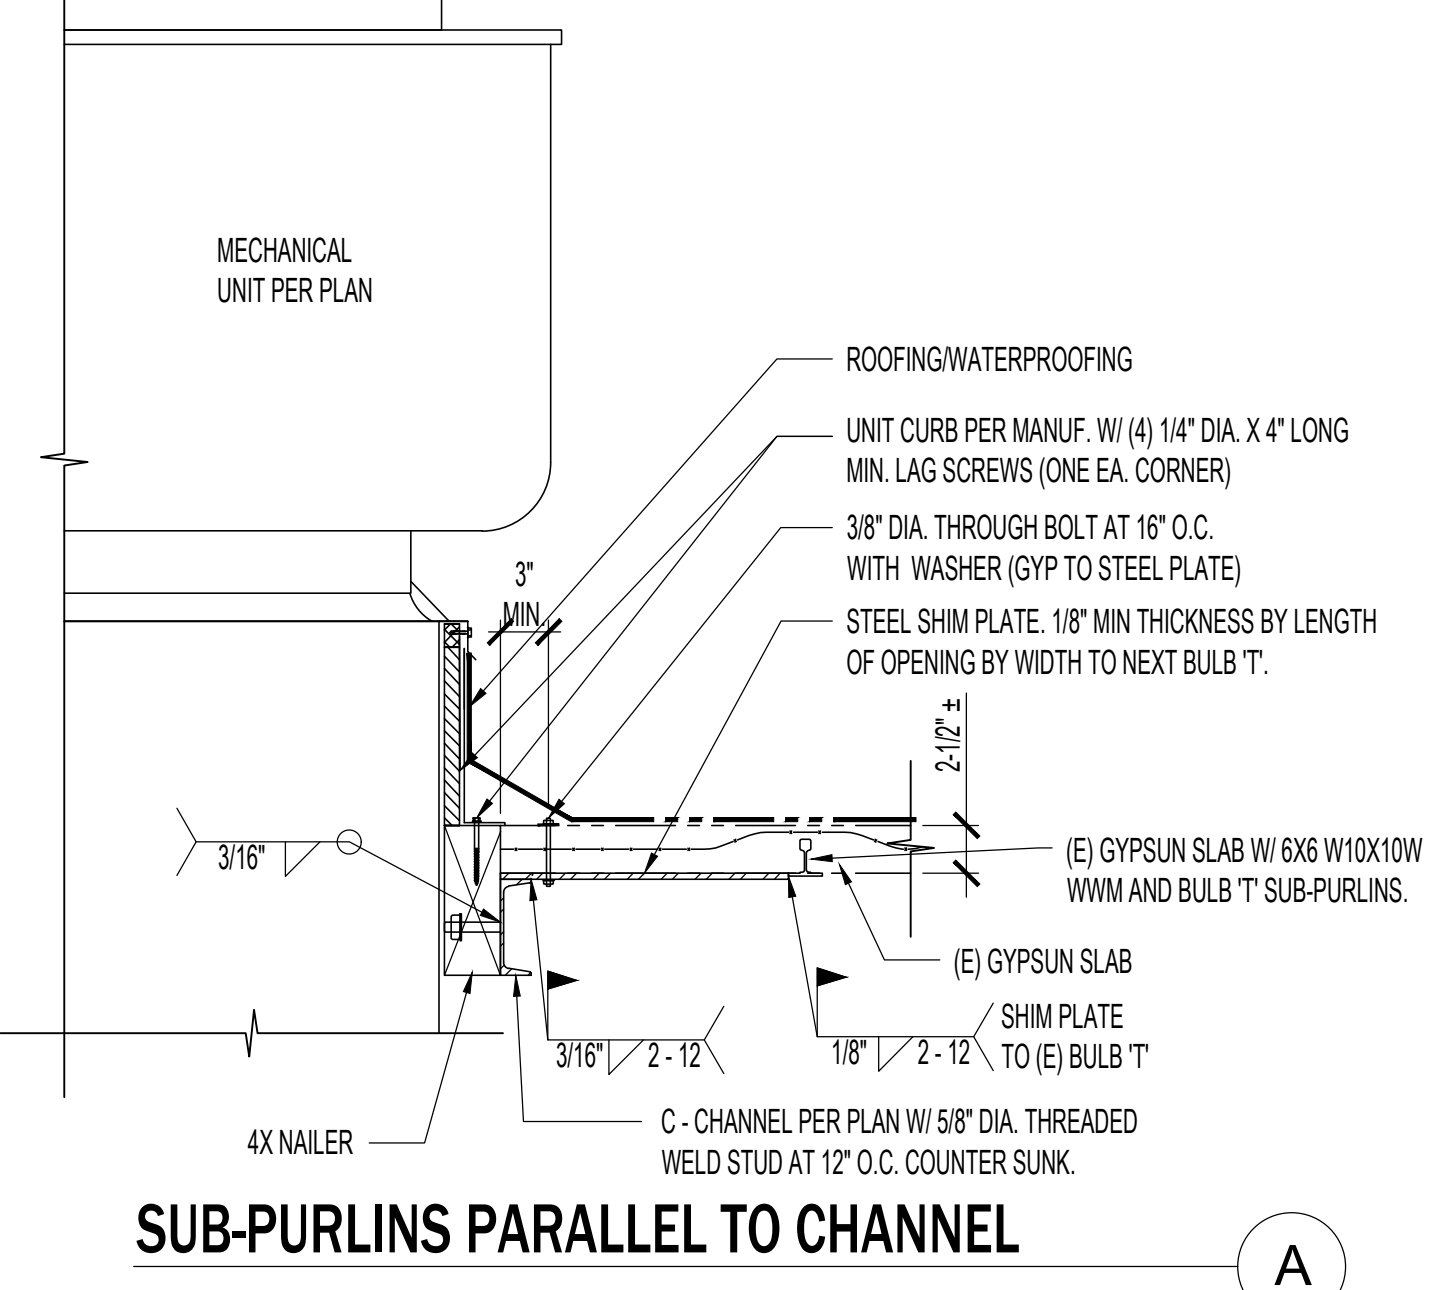 MECHANICAL
UNIT PER PLAN
ROOFING/WATERPROOFING
UNIT CURB PER MANUF. W/ (4) 1/4" DIA. X 4" LONG
MIN. LAG SCREWS (ONE EA. CORNER)
3/8" DIA. THROUGH BOLT AT 16" O.C.
WITH WASHER (GYP TO STEEL PLATE)
3"
MIN.
STEEL SHIM PLATE. 1/8" MIN THICKNESS BY LENGTH
OF OPENING BY WIDTH TO NEXT BULB 'T'.
2-1/2" ±
3/16"
(E) GYPSUN SLAB W/ 6X6 W10X10W
WWM AND BULB 'T' SUB-PURLINS.
(E) GYPSUN SLAB
3/16" 2 - 12
1/8" 2 - 12
SHIM PLATE
TO (E) BULB 'T'
4X NAILER
C - CHANNEL PER PLAN W/ 5/8" DIA. THREADED
WELD STUD AT 12" O.C. COUNTER SUNK.
SUB-PURLINS PARALLEL TO CHANNEL
A